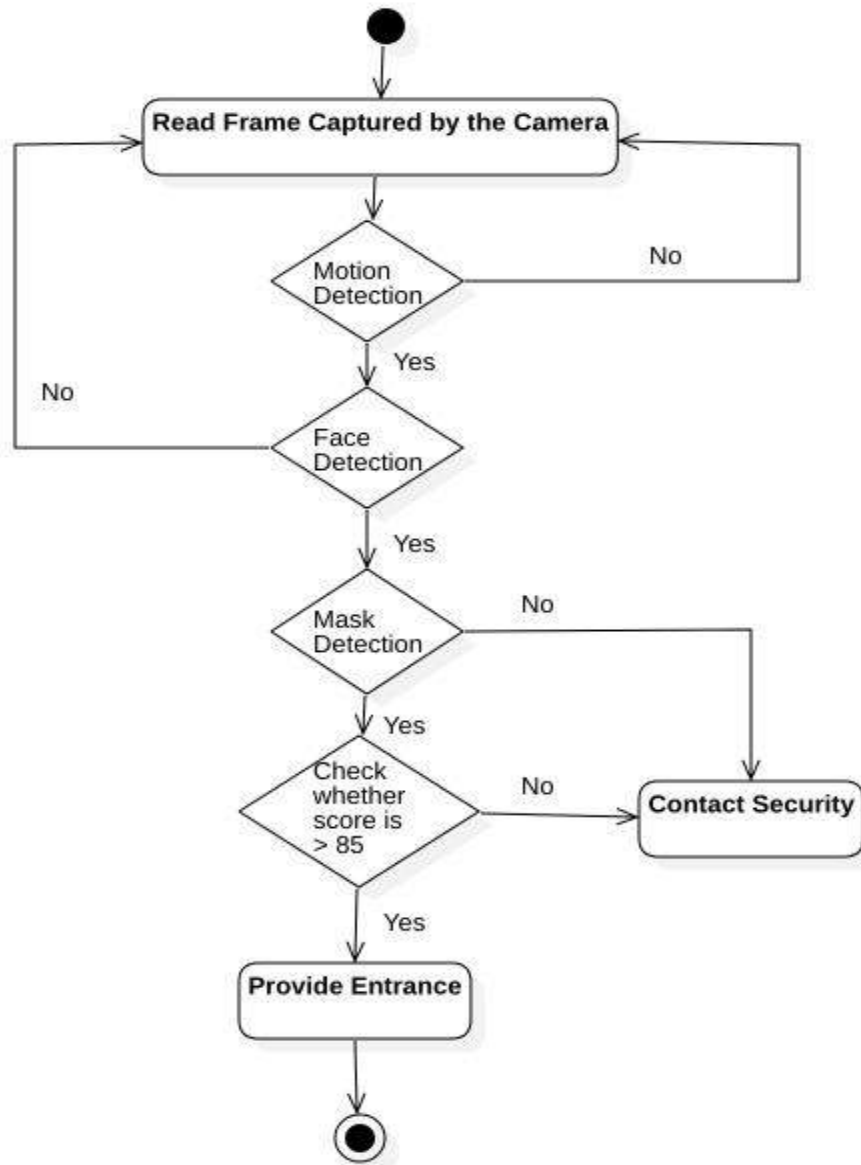 Read Frame Captured by the Camera
No
Motion
Detection
Yes
No
Face
Detection
Yes
No
Mask
Detection
Yes
Check
whether
score is
> 85
No
Contact Security
Yes
Provide Entrance